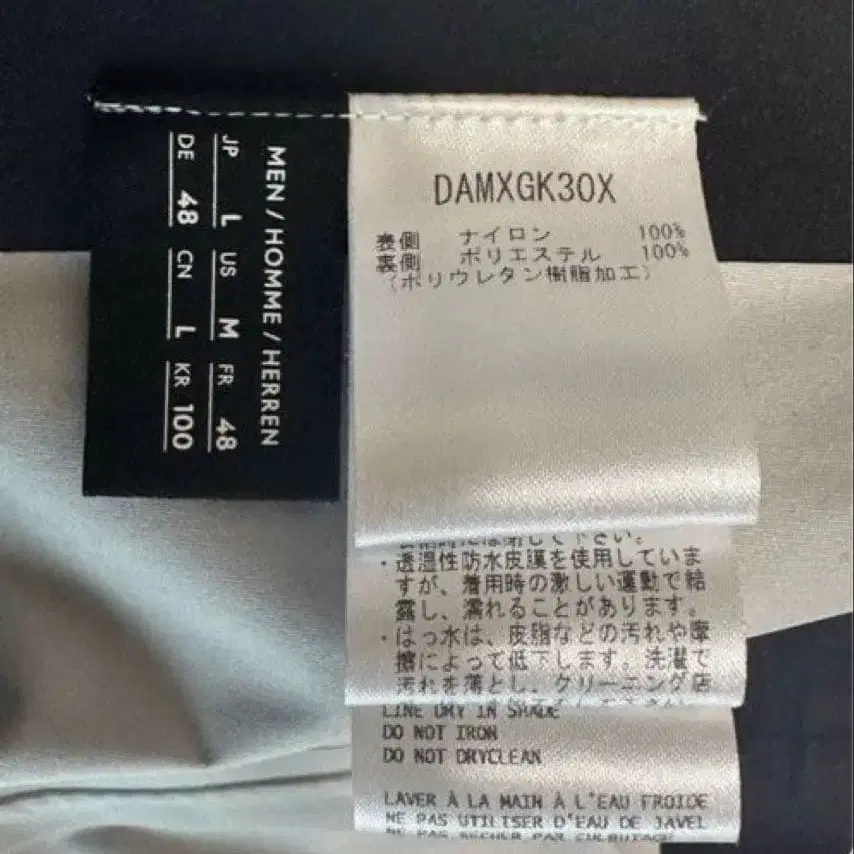 MEN / HOMME / HERREN
JP L US M FR 48
DE 48 CN L KR 100
DAMXGK30X
表側 ナイロン 100%
裏側 ポリエステル 100%
(ポリウレタン樹脂加工)
・透湿性防水皮膜を使用していま
すが、着用時の激しい運動で結
露し、濡れることがあります。
・はっ水は、皮脂などの汚れや摩
擦によって低下します。洗濯で
汚れを落とし、クリーニング店
LINE DRY IN SHADE
DO NOT IRON
DO NOT DRYCLEAN
LAVER À LA MAIN À L'EAU FROIDE
NE PAS UTILISER D'EAU DE JAVEL
NE PAS SECHER PAR CULBUTAGE